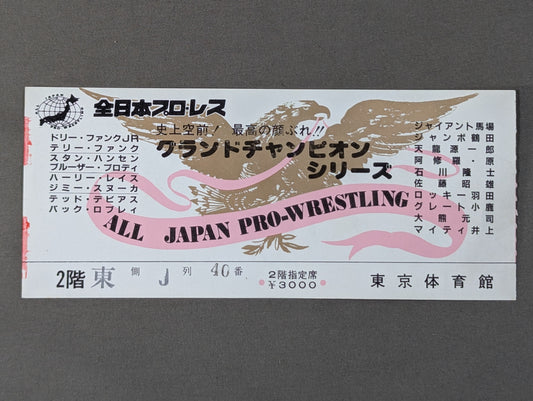 全日本プロ・レス
史上空前! 最高の顔ぶれ!!
グランドチャンピオン
シリーズ
ドリー・ファンクJR
テリー・ファンク
スタン・ハンセン
ブルーザー・ブロディ
ハーリー・レイス
ジミー・スヌーカ
テッド・デビアス
バック・ロブレイ
ジャイアント馬場
ジャンボ鶴田
天龍源一郎
阿修羅・原
石川隆士
佐藤昭雄
ロッキー羽田
グレート小鹿
大熊元司
マイティ井上
ALL JAPAN PRO-WRESTLING
2階 東 側 J 列 40 番
2階指定席
¥3000
東京体育館